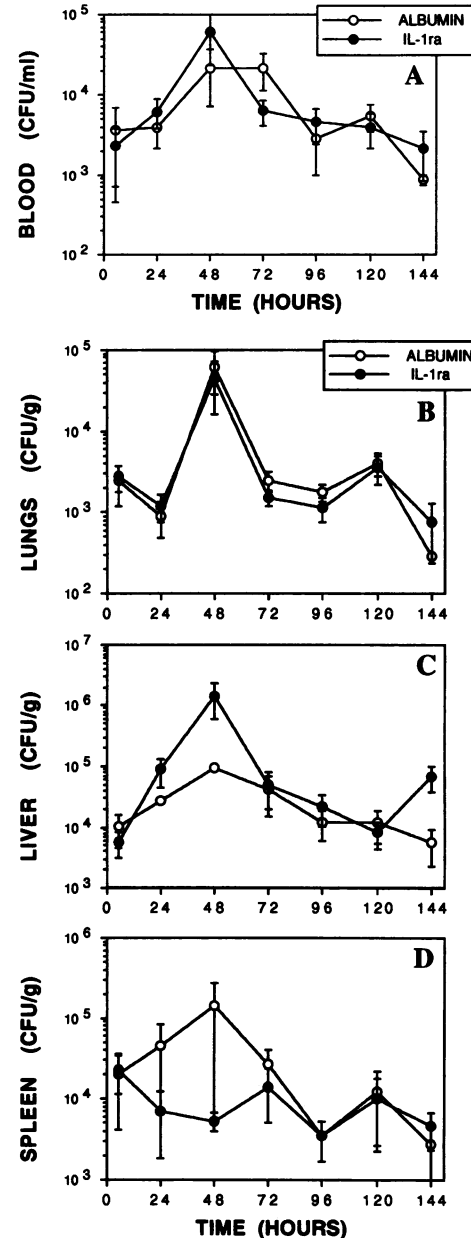 ALBUMIN
IL-1ra
A
BLOOD (CFU/ml)
10^5
10^4
10^3
10^2
0 24 48 72 96 120 144
TIME (HOURS)
ALBUMIN
IL-1ra
B
LUNGS (CFU/g)
10^5
10^4
10^3
10^2
0 24 48 72 96 120 144
C
LIVER (CFU/g)
10^7
10^6
10^5
10^4
10^3
0 24 48 72 96 120 144
D
SPLEEN (CFU/g)
10^6
10^5
10^4
10^3
0 24 48 72 96 120 144
TIME (HOURS)